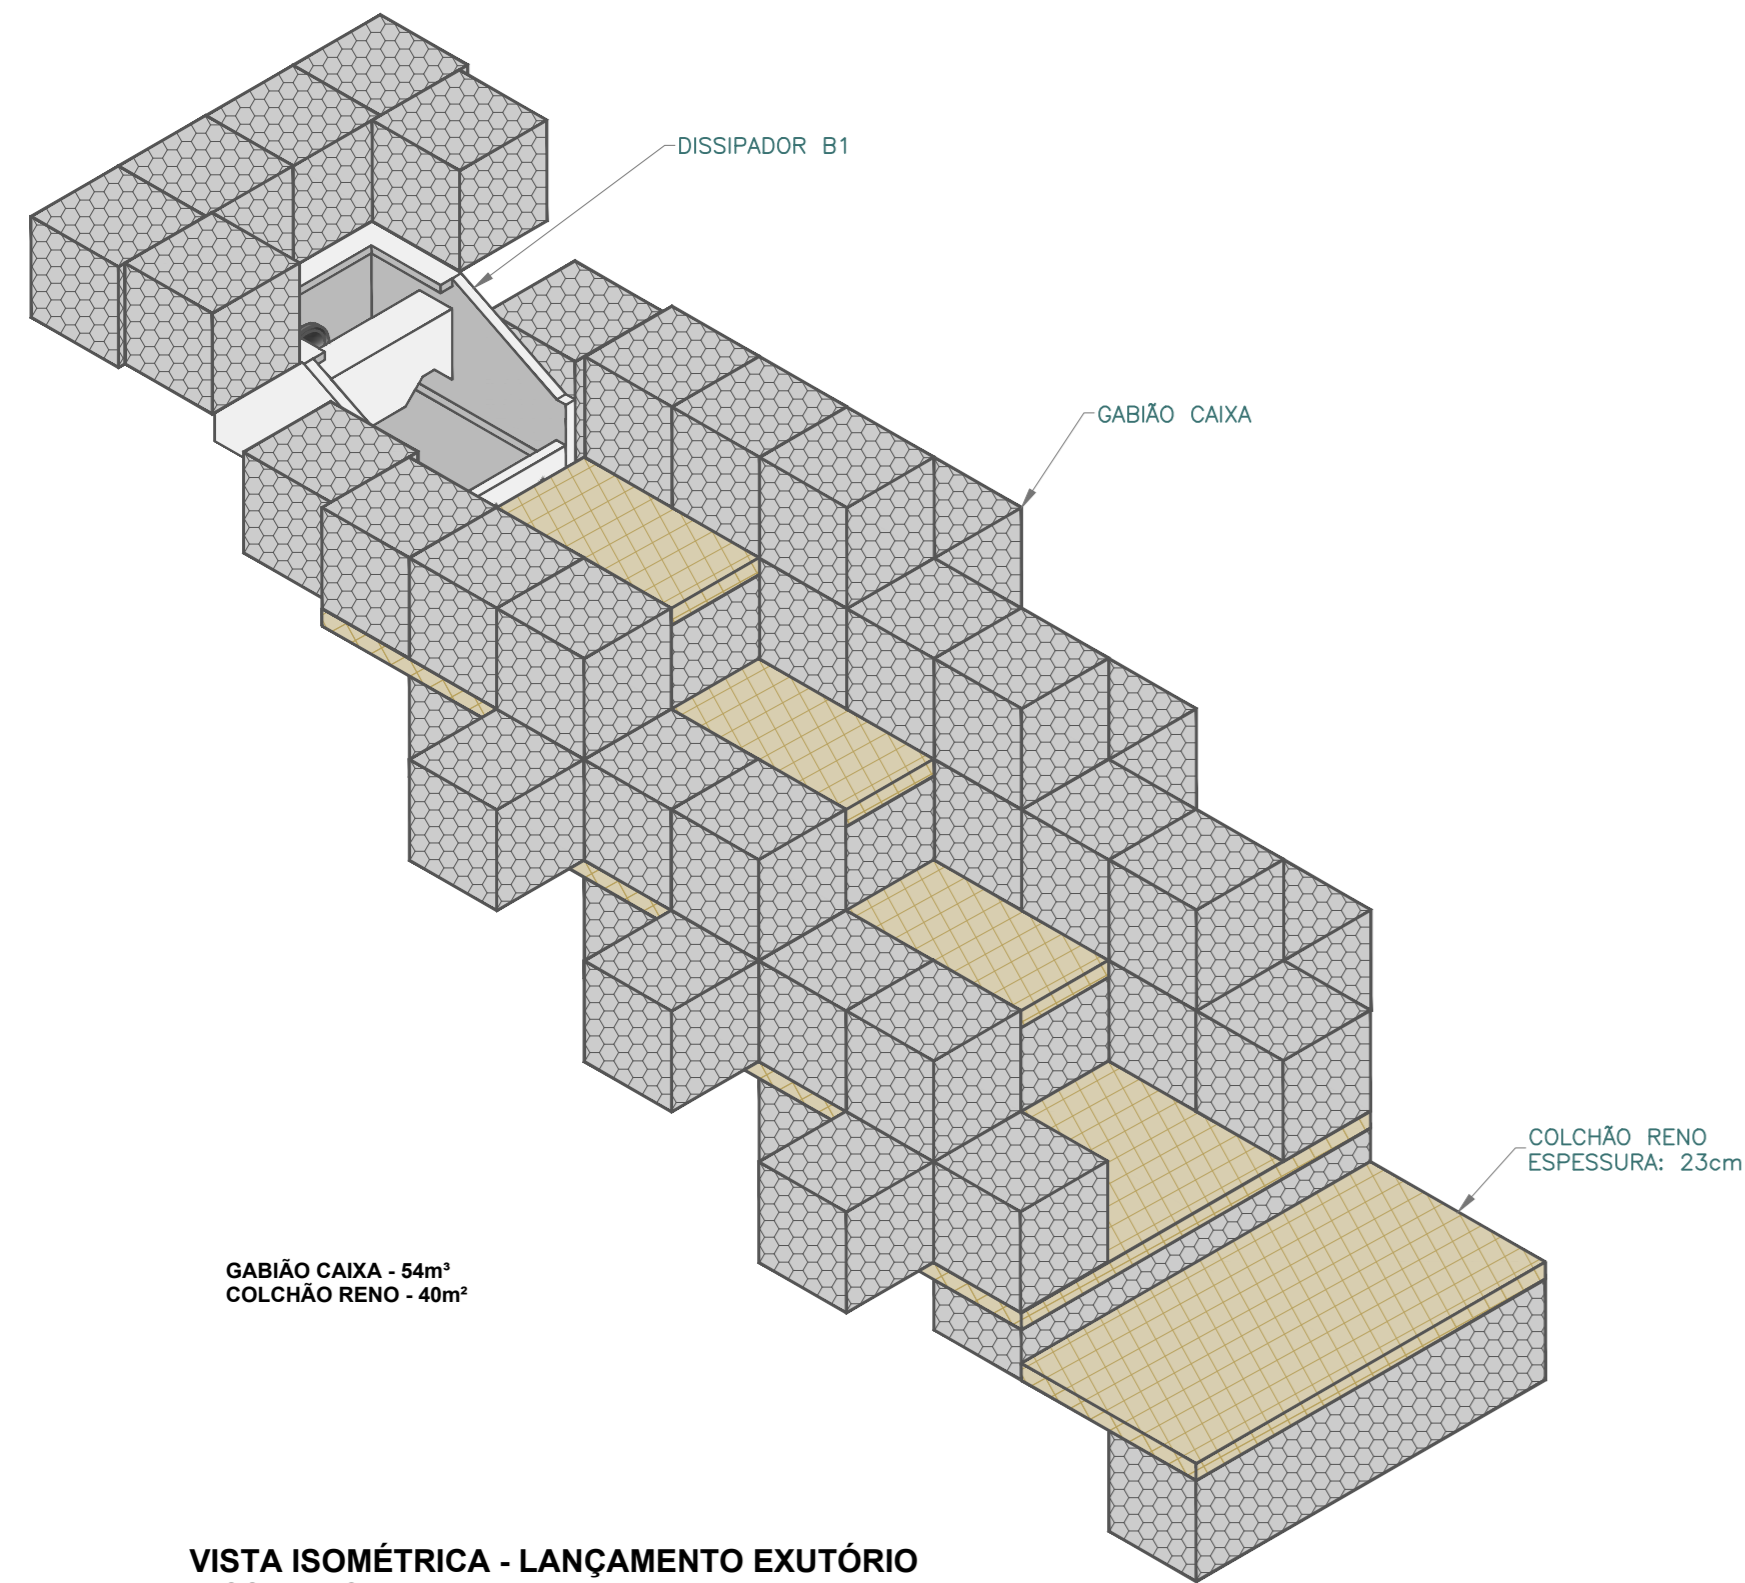 DISSIPADOR B1
GABIÃO CAIXA
COLCHÃO RENO
ESPESSURA: 23cm
GABIÃO CAIXA - 54m³
COLCHÃO RENO - 40m²
VISTA ISOMÉTRICA - LANÇAMENTO EXUTÓRIO